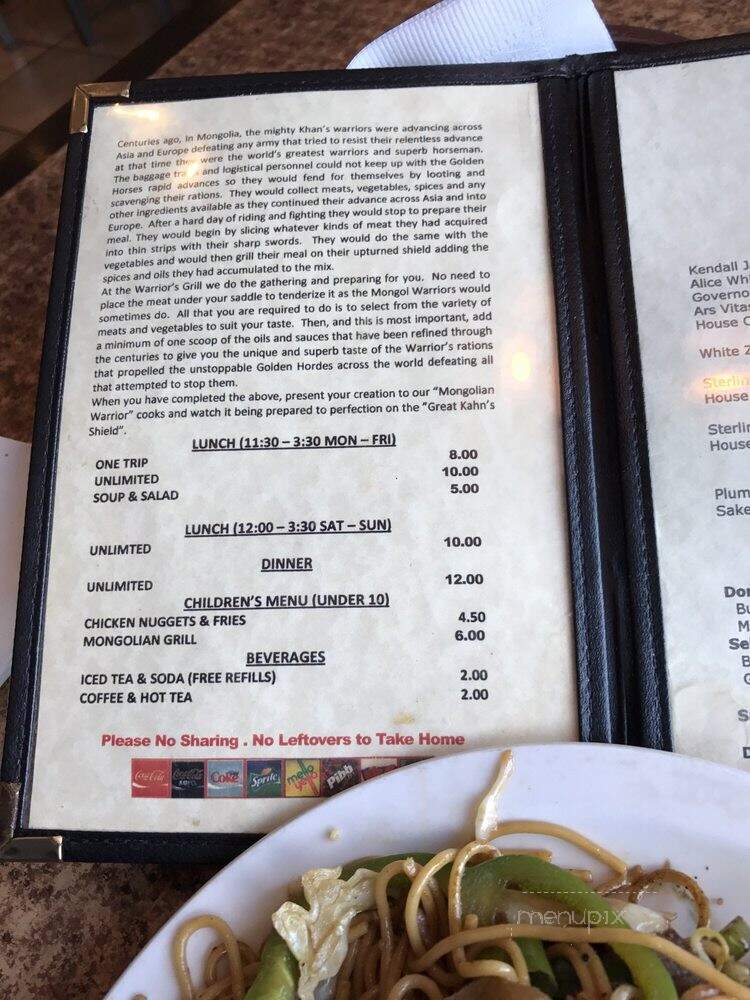 Centuries ago, in Mongolia, the mighty Khan's warriors were advancing across
Asia and Europe defeating any army that tried to resist their relentless advance
at that time they were the world's greatest warriors and superb horseman.
The baggage and logistical personnel could not keep up with the Golden
Horses rapid advances so they would fend for themselves by looting and
scavenging their rations. They would collect meats, vegetables, spices and any
other ingredients available as they continued their advance across Asia and into
Europe. After a hard day of riding and fighting they would stop to prepare their
meal. They would begin by slicing whatever kinds of meat they had acquired
into thin strips with their sharp swords. They would do the same with the
vegetables and would then grill their meal on their upturned shield adding the
spices and oils they had accumulated to the mix.
At the Warrior's Grill we do the gathering and preparing for you. No need to
place the meat under your saddle to tenderize it as the Mongol Warriors would
sometimes do. All that you are required to do is to select from the variety of
meats and vegetables to suit your taste. Then, and this is most important, add
a minimum of one scoop of the oils and sauces that have been refined through
the centuries to give you the unique and superb taste of the Warrior's rations
that propelled the unstoppable Golden Hordes across the world defeating all
that attempted to stop them.
When you have completed the above, present your creation to our "Mongolian
Warrior" cooks and watch it being prepared to perfection on the "Great Kahn's
Shield".
LUNCH (11:30 – 3:30 MON – FRI)
ONE TRIP 8.00
UNLIMITED 10.00
SOUP & SALAD 5.00
LUNCH (12:00 – 3:30 SAT – SUN)
UNLIMTED 10.00
DINNER
UNLIMITED 12.00
CHILDREN'S MENU (UNDER 10)
CHICKEN NUGGETS & FRIES 4.50
MONGOLIAN GRILL 6.00
BEVERAGES
ICED TEA & SODA (FREE REFILLS) 2.00
COFFEE & HOT TEA 2.00
Please No Sharing . No Leftovers to Take Home
Coca-Cola Coca-Cola zero Coke Sprite mello yello Pibb
Kendall
Alice
Ars
House
White
House
House
Plum
Sake
menupix